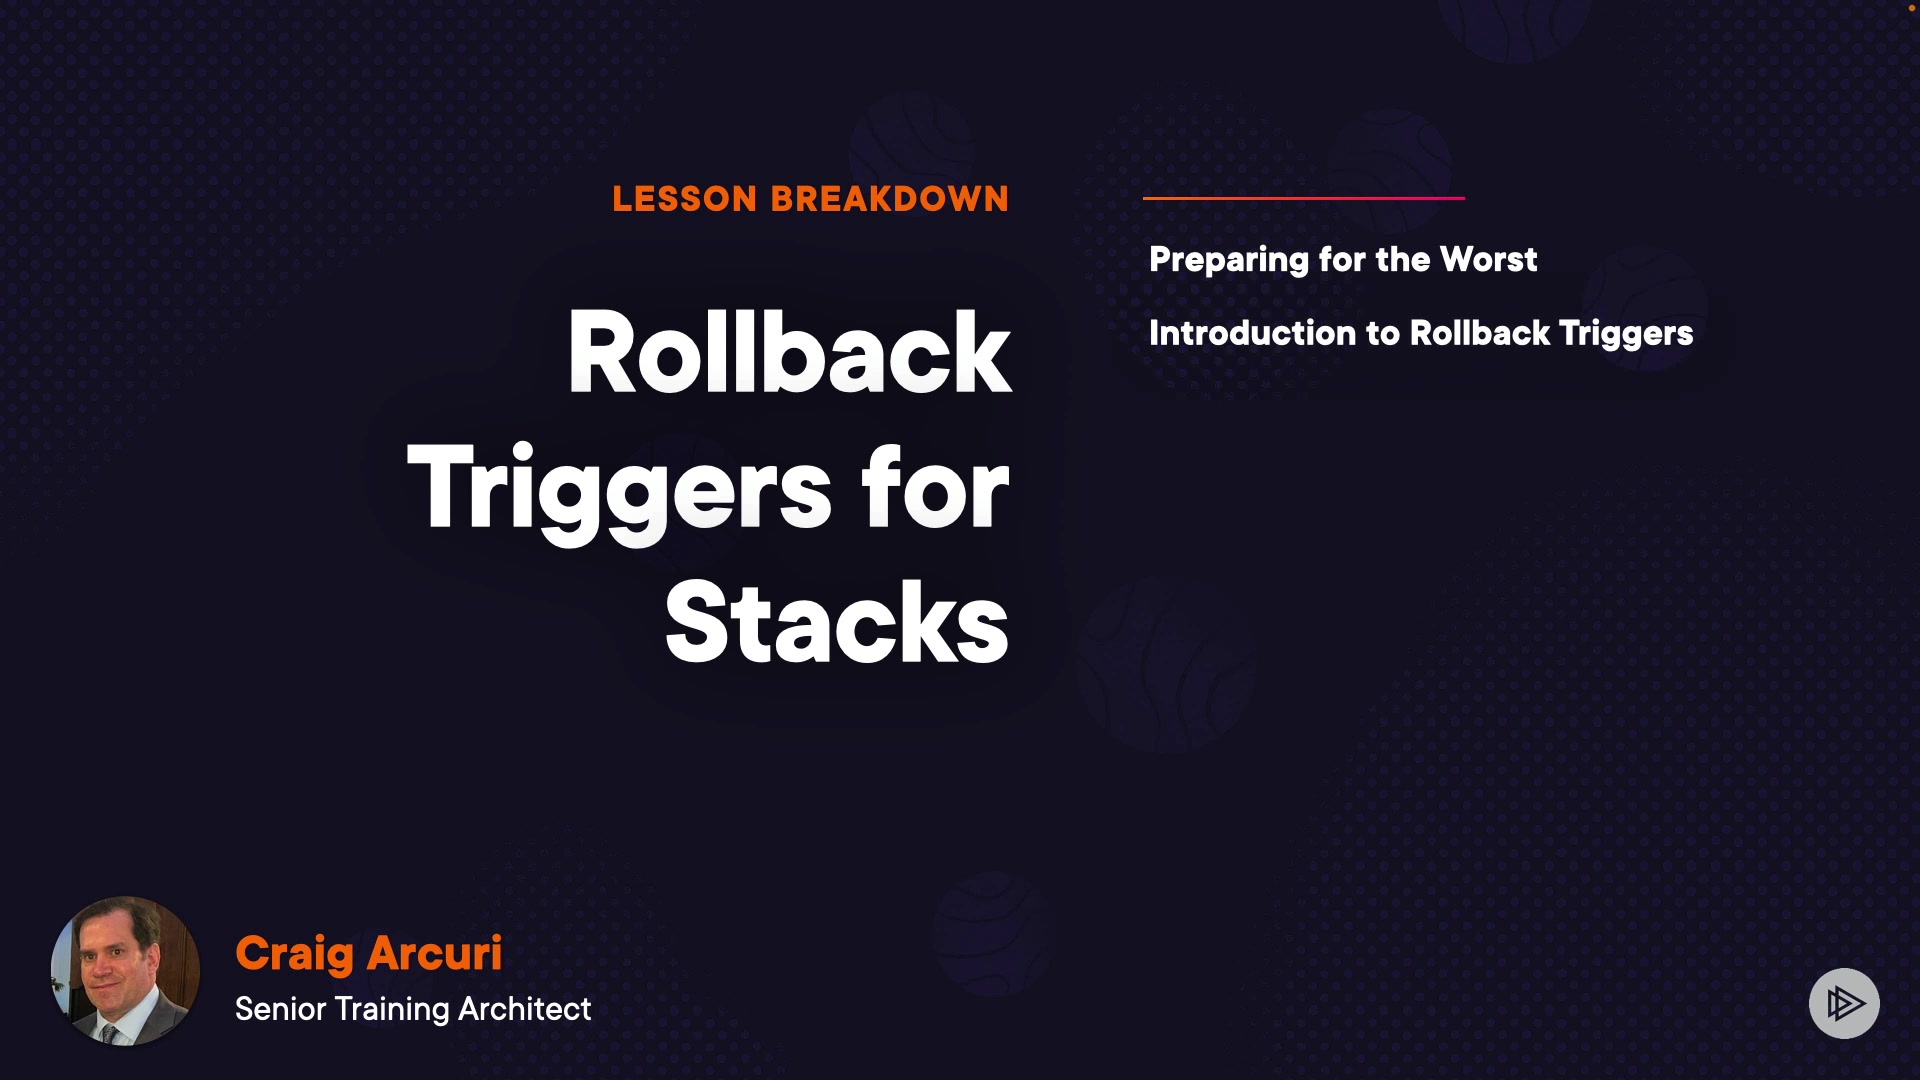 LESSON BREAKDOWN
Rollback
Triggers for
Stacks
Preparing for the Worst
Introduction to Rollback Triggers
Craig Arcuri
Senior Training Architect